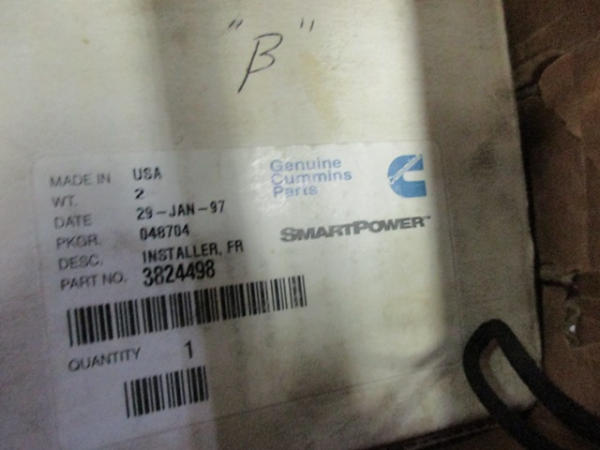 "B"
MADE IN USA
WT. 2
DATE 29-JAN-97
PKGR. 048704
DESC. INSTALLER, FR
PART NO. 3824498
QUANTITY 1
Genuine
Cummins
Parts
SMARTPOWER™